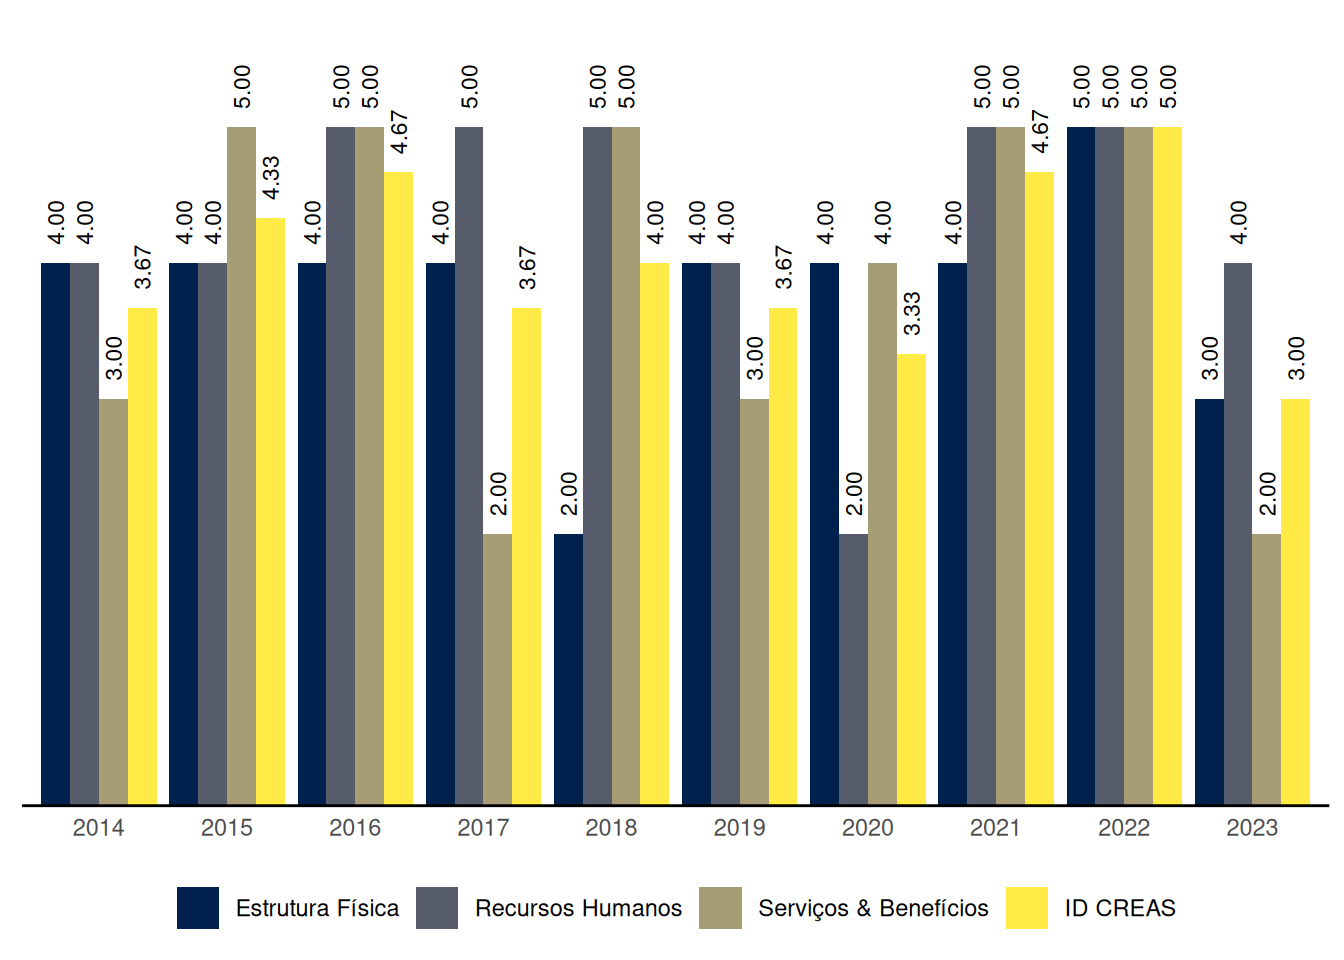 4.00 4.00 3.00 3.67
4.00 4.00 5.00 4.33
4.00 5.00 5.00 4.67
4.00 5.00 2.00 3.67
2.00 5.00 5.00 4.00
4.00 4.00 3.00 3.67
4.00 2.00 4.00 3.33
4.00 5.00 5.00 4.67
5.00 5.00 5.00 5.00
3.00 4.00 2.00 3.00
2014 2015 2016 2017 2018 2019 2020 2021 2022 2023
Estrutura Física Recursos Humanos Serviços & Benefícios ID CREAS